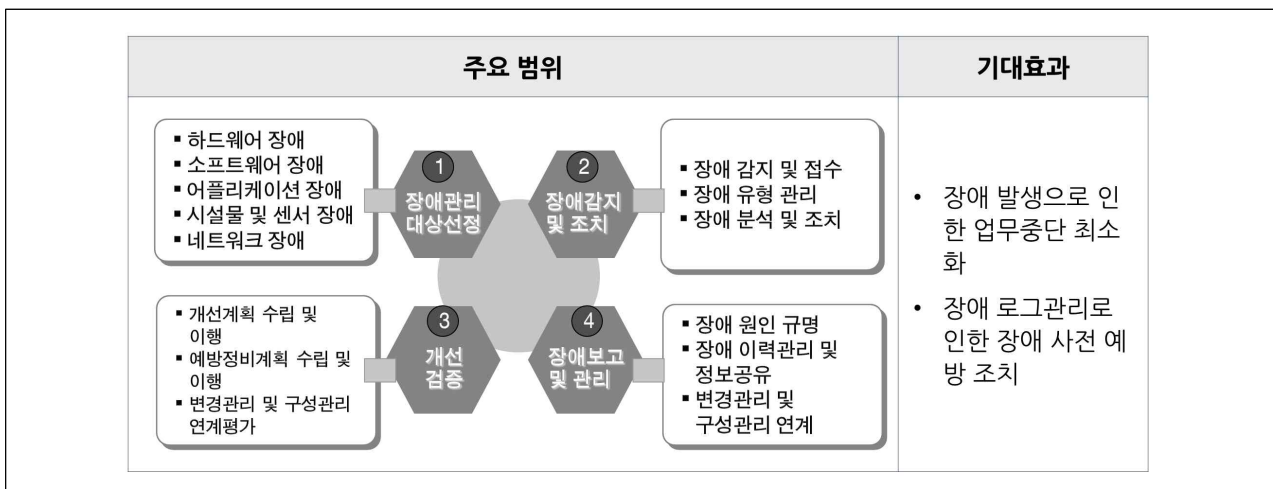 주요 범위
기대효과
▪ 하드웨어 장애
▪ 소프트웨어 장애
▪ 어플리케이션 장애
▪ 시설물 및 센서 장애
▪ 네트워크 장애
1
장애관리
대상선정
2
장애감지
및 조치
▪ 장애 감지 및 접수
▪ 장애 유형 관리
▪ 장애 분석 및 조치
▪ 개선계획 수립 및
이행
▪ 예방정비계획 수립 및
이행
▪ 변경관리 및 구성관리
연계평가
3
개선
검증
4
장애보고
및 관리
▪ 장애 원인 규명
▪ 장애 이력관리 및
정보공유
▪ 변경관리 및
구성관리 연계
• 장애 발생으로 인
한 업무중단 최소
화
• 장애 로그관리로
인한 장애 사전 예
방 조치